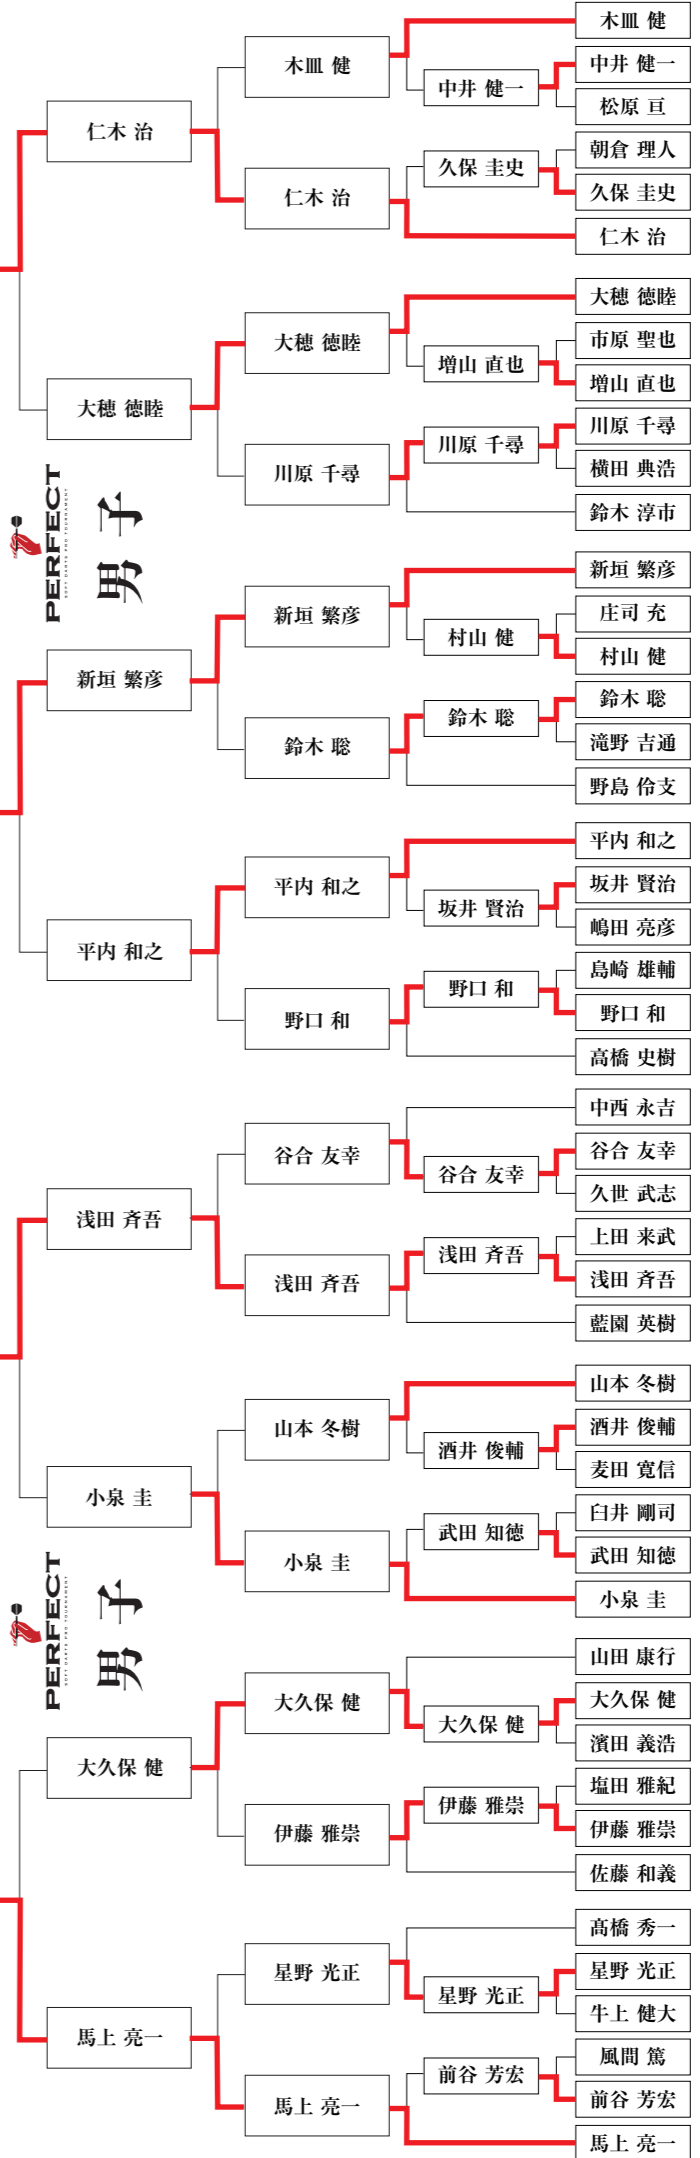 木皿 健
中井 健一
松原 亘
朝倉 理人
久保 圭史
仁木 治
大穂 徳睦
市原 聖也
増山 直也
川原 千尋
横田 典浩
鈴木 淳市
新垣 繁彦
庄司 充
村山 健
鈴木 聡
滝野 吉通
野島 伶支
平内 和之
坂井 賢治
嶋田 亮彦
島崎 雄輔
野口 和
高橋 史樹
中西 永吉
谷合 友幸
久世 武志
上田 来武
浅田 斉吾
藍園 英樹
山本 冬樹
酒井 俊輔
麦田 寛信
臼井 剛司
武田 知徳
小泉 圭
山田 康行
大久保 健
濱田 義浩
塩田 雅紀
伊藤 雅崇
佐藤 和義
髙橋 秀一
星野 光正
牛上 健大
風間 篤
前谷 芳宏
馬上 亮一
中井 健一
久保 圭史
増山 直也
川原 千尋
村山 健
鈴木 聡
坂井 賢治
野口 和
谷合 友幸
浅田 斉吾
酒井 俊輔
武田 知徳
大久保 健
伊藤 雅崇
星野 光正
前谷 芳宏
木皿 健
仁木 治
大穂 徳睦
川原 千尋
新垣 繁彦
鈴木 聡
平内 和之
野口 和
谷合 友幸
浅田 斉吾
山本 冬樹
小泉 圭
大久保 健
伊藤 雅崇
星野 光正
馬上 亮一
仁木 治
大穂 徳睦
新垣 繁彦
平内 和之
浅田 斉吾
小泉 圭
大久保 健
馬上 亮一
PERFECT
SOFT DARTS PRO TOURNAMENT
男子
PERFECT
SOFT DARTS PRO TOURNAMENT
男子